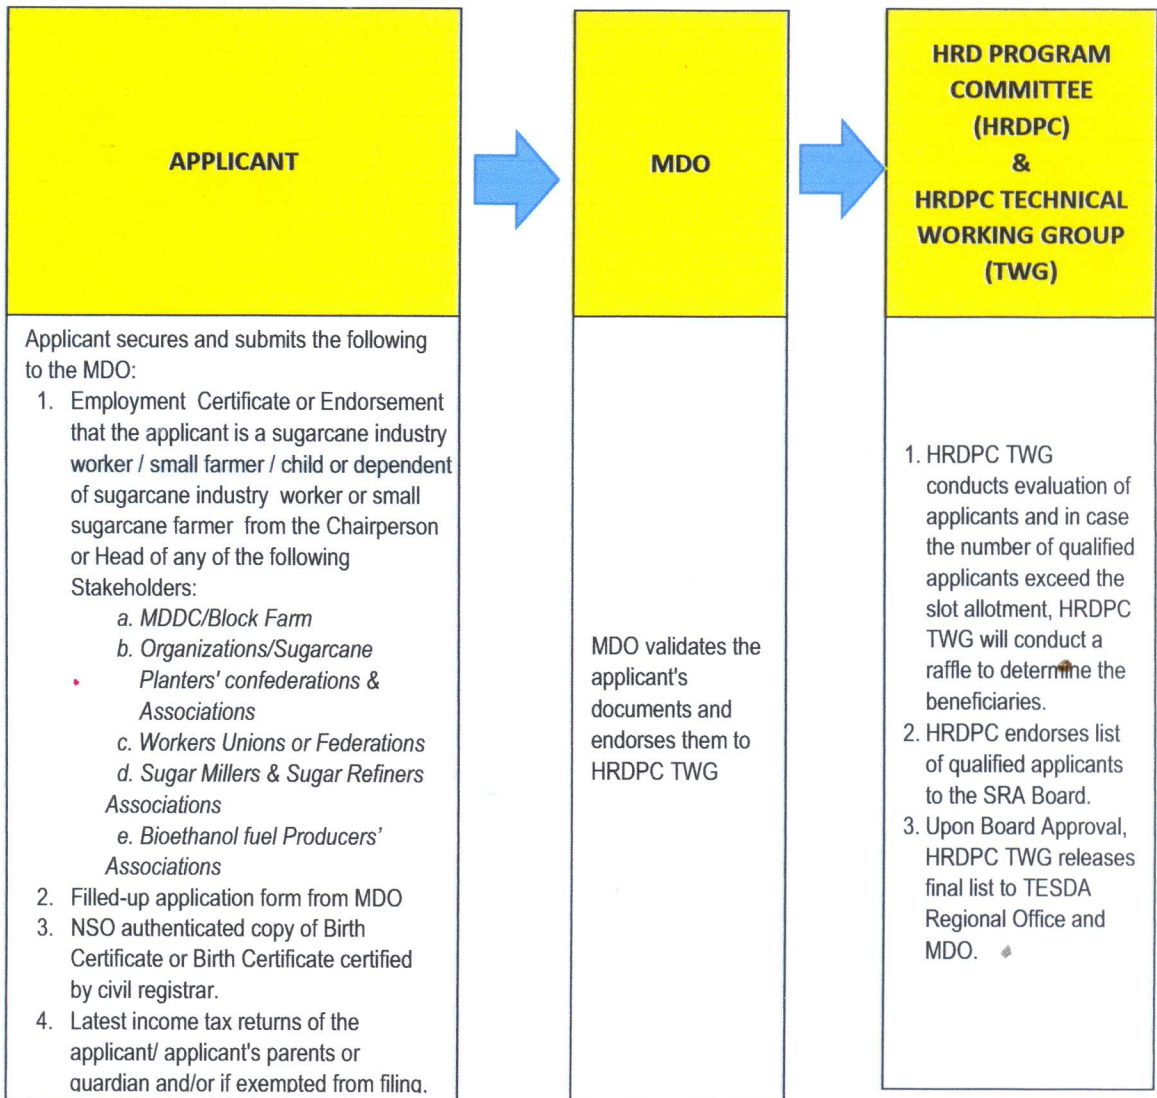 APPLICANT
Applicant secures and submits the following
to the MDO:
1. Employment Certificate or Endorsement
that the applicant is a sugarcane industry
worker / small farmer / child or dependent
of sugarcane industry worker or small
sugarcane farmer from the Chairperson
or Head of any of the following
Stakeholders:
a. MDDC/Block Farm
b. Organizations/Sugarcane
Planters' confederations &
Associations
c. Workers Unions or Federations
d. Sugar Millers & Sugar Refiners
Associations
e. Bioethanol fuel Producers'
Associations
2. Filled-up application form from MDO
3. NSO authenticated copy of Birth
Certificate or Birth Certificate certified
by civil registrar.
4. Latest income tax returns of the
applicant/ applicant's parents or
guardian and/or if exempted from filing,
MDO
MDO validates the
applicant's
documents and
endorses them to
HRDPC TWG
HRD PROGRAM
COMMITTEE
(HRDPC)
&
HRDPC TECHNICAL
WORKING GROUP
(TWG)
1. HRDPC TWG
conducts evaluation of
applicants and in case
the number of qualified
applicants exceed the
slot allotment, HRDPC
TWG will conduct a
raffle to determine the
beneficiaries.
2. HRDPC endorses list
of qualified applicants
to the SRA Board.
3. Upon Board Approval,
HRDPC TWG releases
final list to TESDA
Regional Office and
MDO.